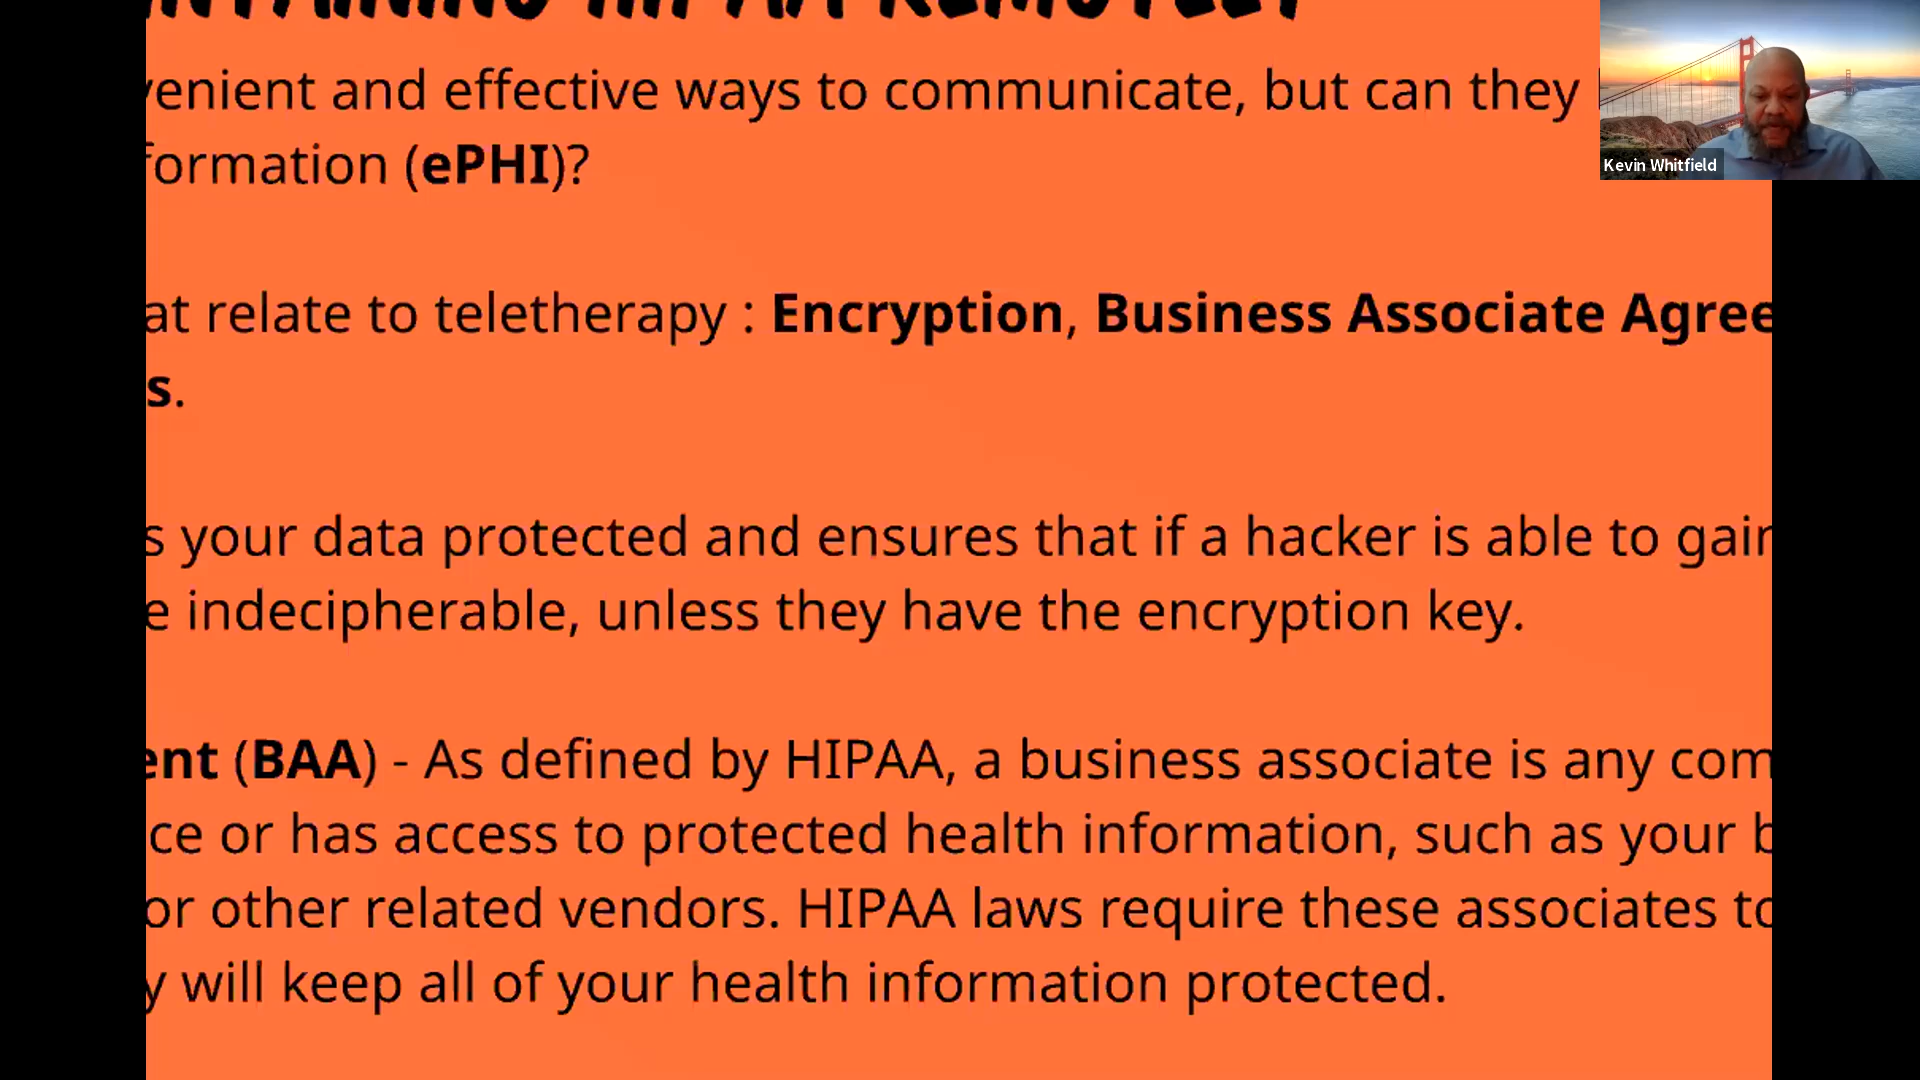 HIPAA REMOTELY
venient and effective ways to communicate, but can they
formation (ePHI)?
at relate to teletherapy : Encryption, Business Associate Agree
s.
s your data protected and ensures that if a hacker is able to gain
e indecipherable, unless they have the encryption key.
ent (BAA) - As defined by HIPAA, a business associate is any com
ce or has access to protected health information, such as your b
or other related vendors. HIPAA laws require these associates to
y will keep all of your health information protected.
Kevin Whitfield